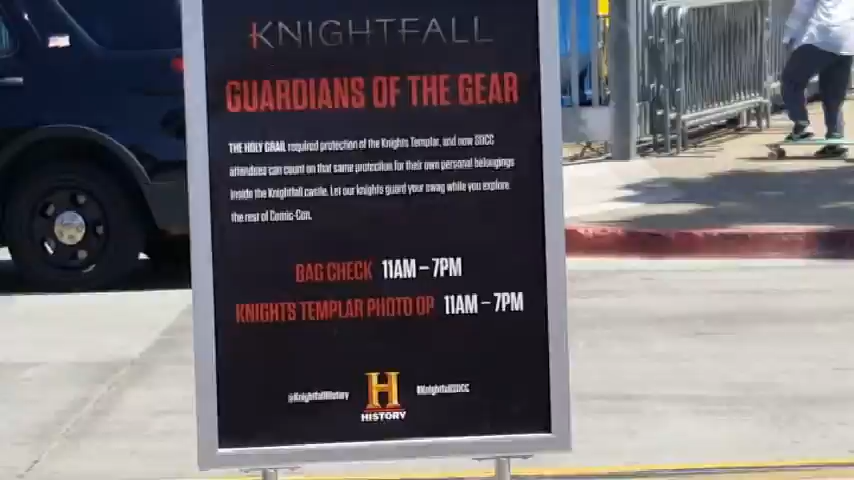 KNIGHTFALL
GUARDIANS OF THE GEAR
THE HOLY GRAIL required protection of the Knights Templar, and now SDCC
attendees can count on that same protection for their own personal belongings
inside the Knightfall castle. Let our knights guard your swag while you explore
the rest of Comic-Con.
BAG CHECK 11AM – 7PM
KNIGHTS TEMPLAR PHOTO OP 11AM – 7PM
@KnightfallHistory H #KnightfallSDCC
HISTORY